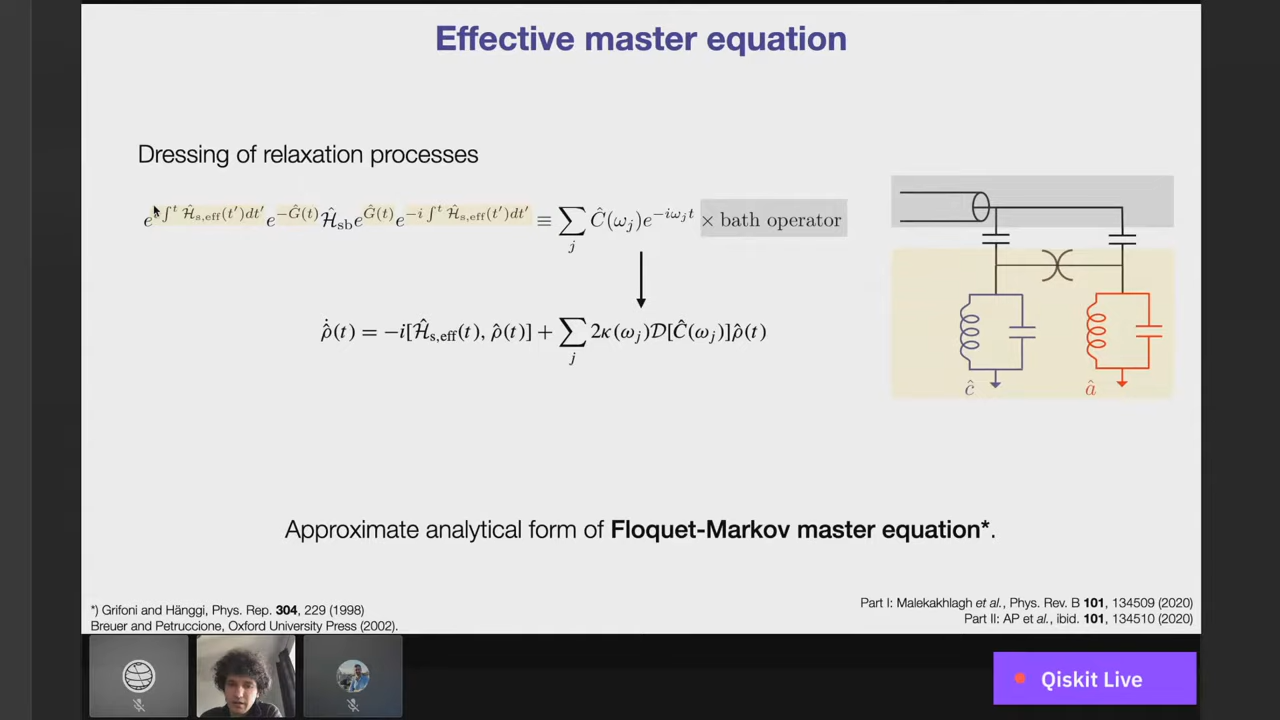 Effective master equation
Dressing of relaxation processes
e^{i∫^t Ĥ_{s,eff}(t′)dt′} e^{−Ĝ(t)} Ĥ_{sb} e^{Ĝ(t)} e^{−i∫^t Ĥ_{s,eff}(t′)dt′} ≡ ∑_j Ĉ(ω_j)e^{−iω_j t} × bath operator
ρ̂̇(t) = −i[Ĥ_{s,eff}(t), ρ̂(t)] + ∑_j 2κ(ω_j)𝒟[Ĉ(ω_j)]ρ̂(t)
ĉ
â
Approximate analytical form of Floquet-Markov master equation*.
*) Grifoni and Hänggi, Phys. Rep. 304, 229 (1998)
Breuer and Petruccione, Oxford University Press (2002).
Part I: Malekakhlagh et al., Phys. Rev. B 101, 134509 (2020)
Part II: AP et al., ibid. 101, 134510 (2020)
Qiskit Live